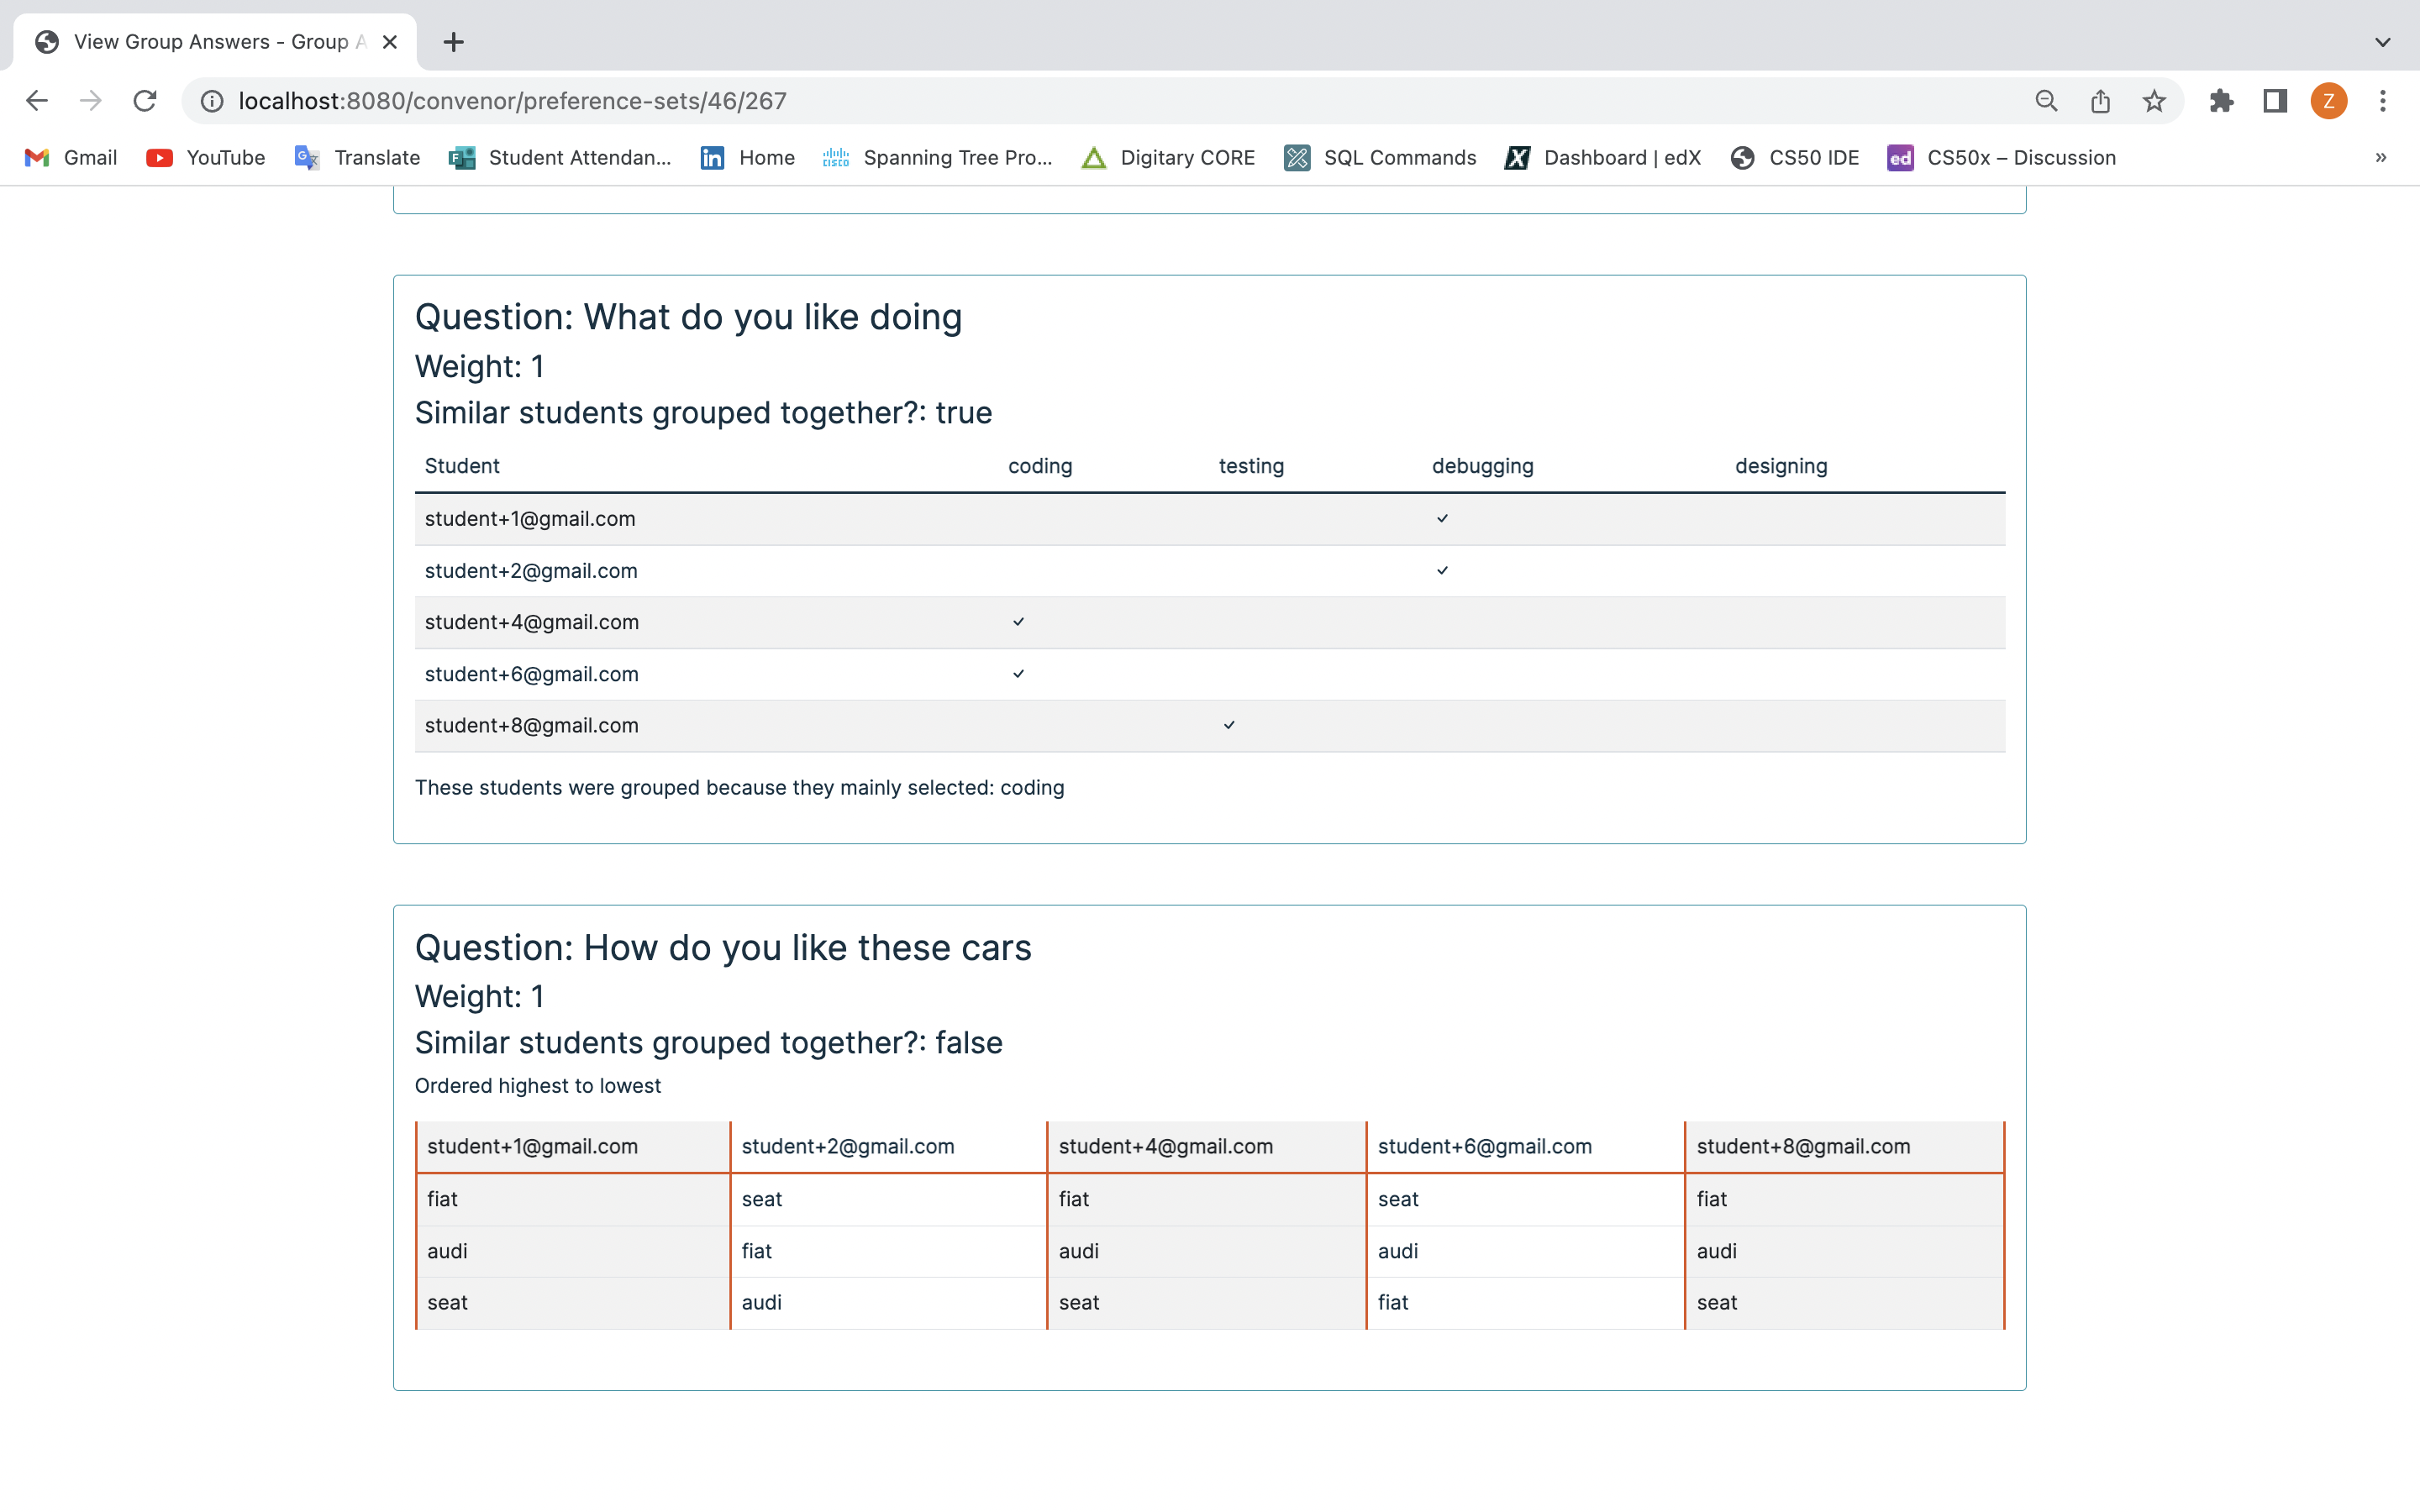 View Group Answers - Group A
localhost:8080/convenor/preference-sets/46/267
Z
Gmail YouTube Translate Student Attendan... Home Spanning Tree Pro... Digitary CORE SQL Commands Dashboard | edX CS50 IDE CS50x – Discussion »
Question: What do you like doing
Weight: 1
Similar students grouped together?: true
Student coding testing debugging designing
student+1@gmail.com ✓
student+2@gmail.com ✓
student+4@gmail.com ✓
student+6@gmail.com ✓
student+8@gmail.com ✓
These students were grouped because they mainly selected: coding
Question: How do you like these cars
Weight: 1
Similar students grouped together?: false
Ordered highest to lowest
student+1@gmail.com student+2@gmail.com student+4@gmail.com student+6@gmail.com student+8@gmail.com
fiat seat fiat seat fiat
audi fiat audi audi audi
seat audi seat fiat seat